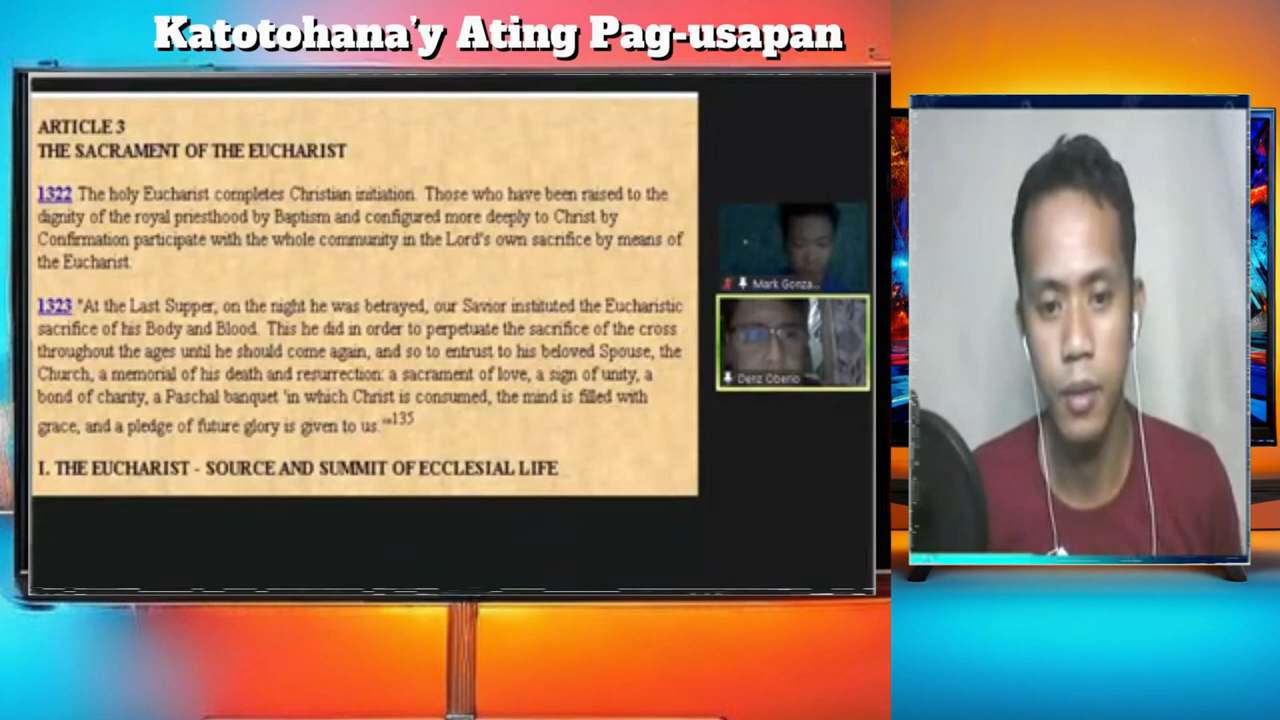 Katotohana'y Ating Pag-usapan
ARTICLE 3
THE SACRAMENT OF THE EUCHARIST
1322 The holy Eucharist completes Christian initiation. Those who have been raised to the
dignity of the royal priesthood by Baptism and configured more deeply to Christ by
Confirmation participate with the whole community in the Lord's own sacrifice by means of
the Eucharist.
1323 "At the Last Supper, on the night he was betrayed, our Savior instituted the Eucharistic
sacrifice of his Body and Blood. This he did in order to perpetuate the sacrifice of the cross
throughout the ages until he should come again, and so to entrust to his beloved Spouse, the
Church, a memorial of his death and resurrection: a sacrament of love, a sign of unity, a
bond of charity, a Paschal banquet 'in which Christ is consumed, the mind is filled with
grace, and a pledge of future glory is given to us.'"135
I. THE EUCHARIST - SOURCE AND SUMMIT OF ECCLESIAL LIFE
Mark Gonza...
Denz Oberio